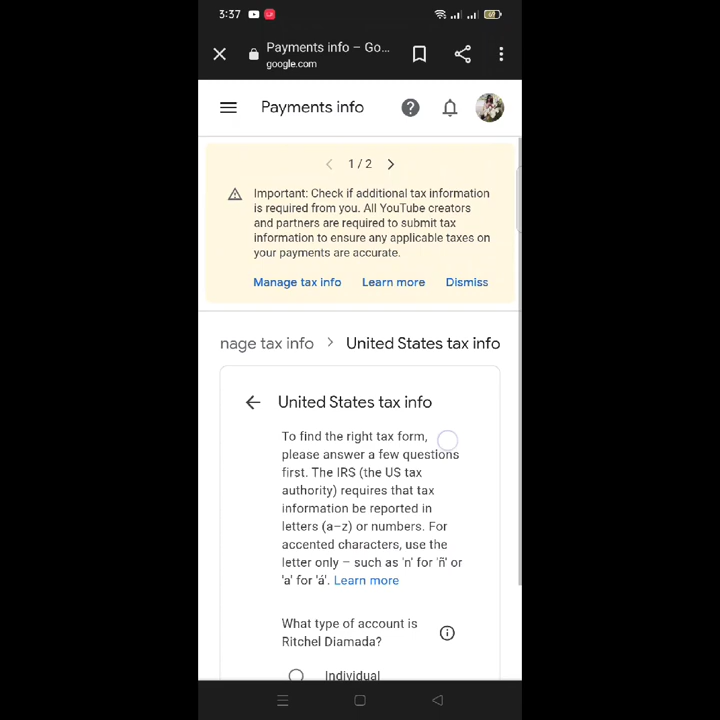 3:37
Payments info – Go...
google.com
Payments info
1 / 2
Important: Check if additional tax information
is required from you. All YouTube creators
and partners are required to submit tax
information to ensure any applicable taxes on
your payments are accurate.
Manage tax info Learn more Dismiss
nage tax info > United States tax info
United States tax info
To find the right tax form,
please answer a few questions
first. The IRS (the US tax
authority) requires that tax
information be reported in
letters (a–z) or numbers. For
accented characters, use the
letter only – such as 'n' for 'ñ' or
'a' for 'á'. Learn more
What type of account is
Ritchel Diamada?
Individual